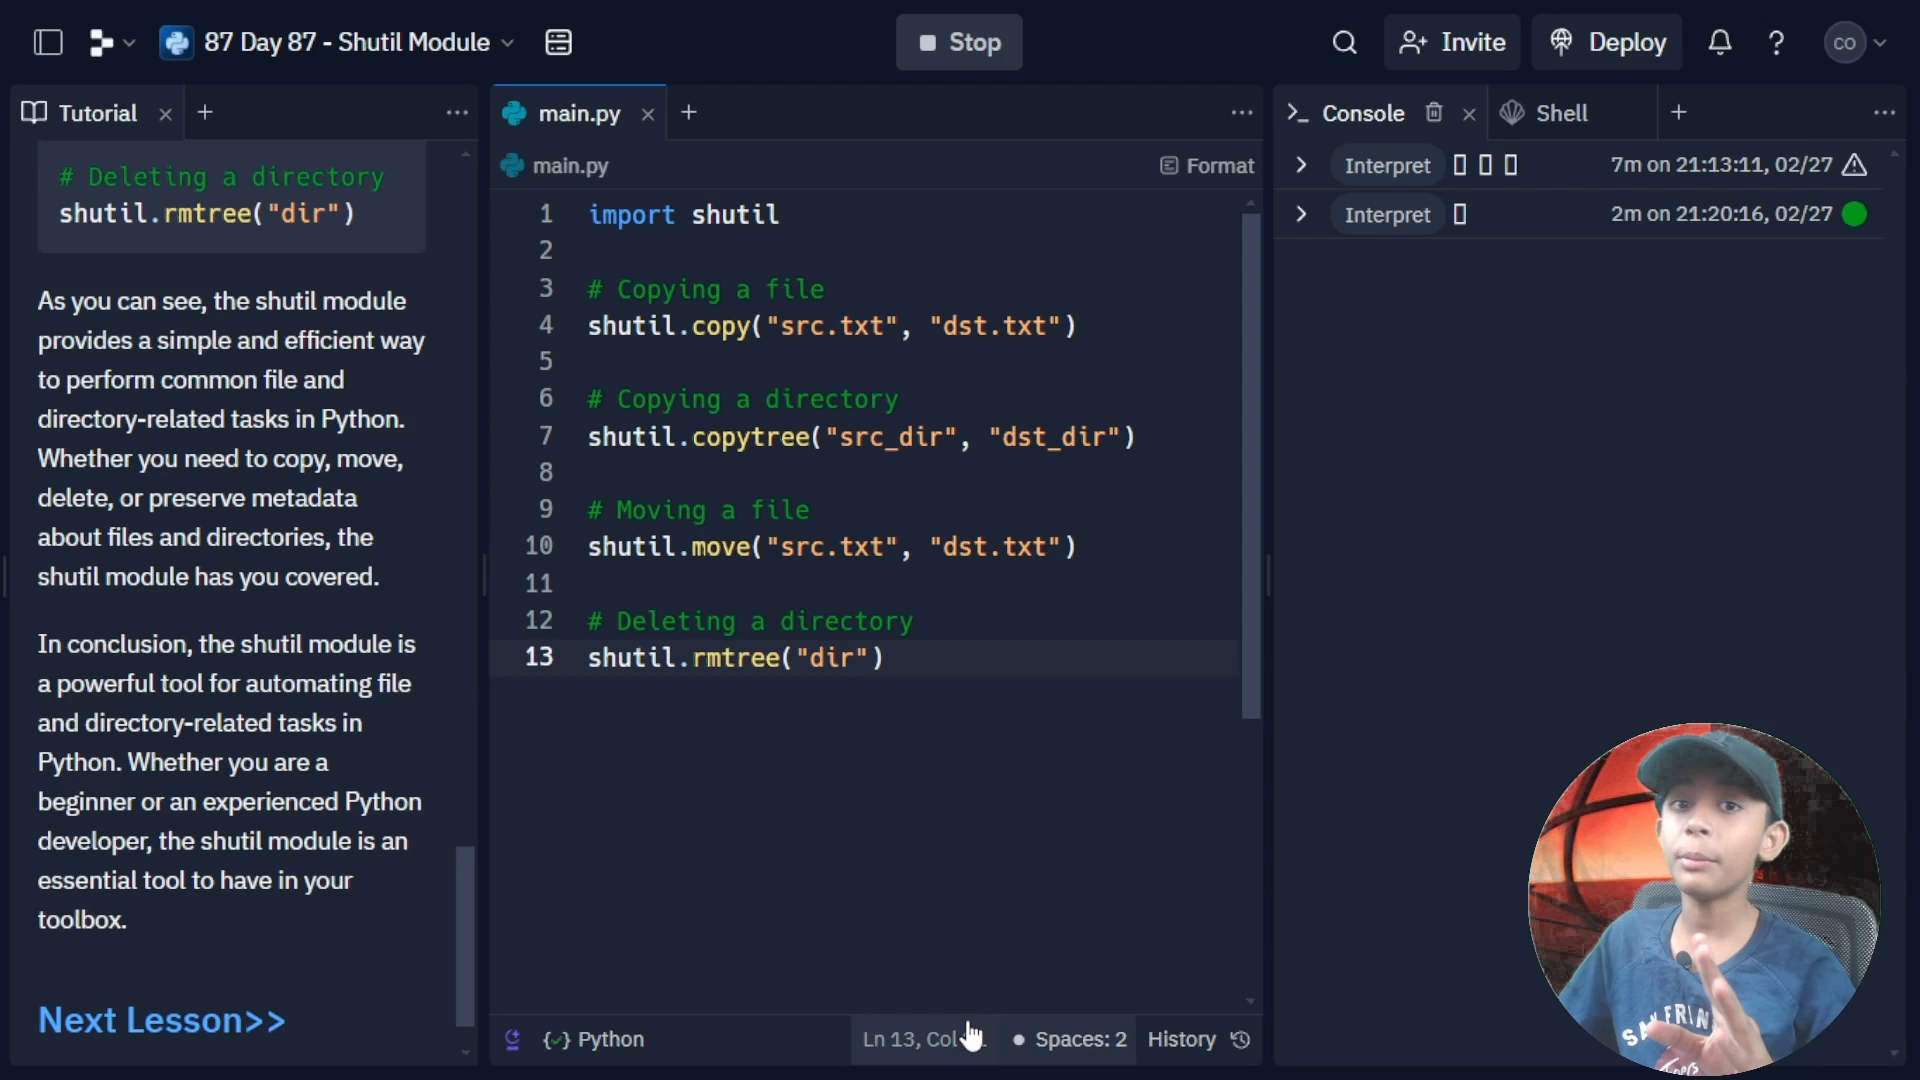 87 Day 87 - Shutil Module
Stop
Invite
Deploy
CO
Tutorial
main.py
Console
Shell
# Deleting a directory
shutil.rmtree("dir")
As you can see, the shutil module
provides a simple and efficient way
to perform common file and
directory-related tasks in Python.
Whether you need to copy, move,
delete, or preserve metadata
about files and directories, the
shutil module has you covered.
In conclusion, the shutil module is
a powerful tool for automating file
and directory-related tasks in
Python. Whether you are a
beginner or an experienced Python
developer, the shutil module is an
essential tool to have in your
toolbox.
Next Lesson>>
main.py
Format
1 import shutil
2
3 # Copying a file
4 shutil.copy("src.txt", "dst.txt")
5
6 # Copying a directory
7 shutil.copytree("src_dir", "dst_dir")
8
9 # Moving a file
10 shutil.move("src.txt", "dst.txt")
11
12 # Deleting a directory
13 shutil.rmtree("dir")
Python
Ln 13, Col
Spaces: 2
History
Interpret 7m on 21:13:11, 02/27
Interpret 2m on 21:20:16, 02/27